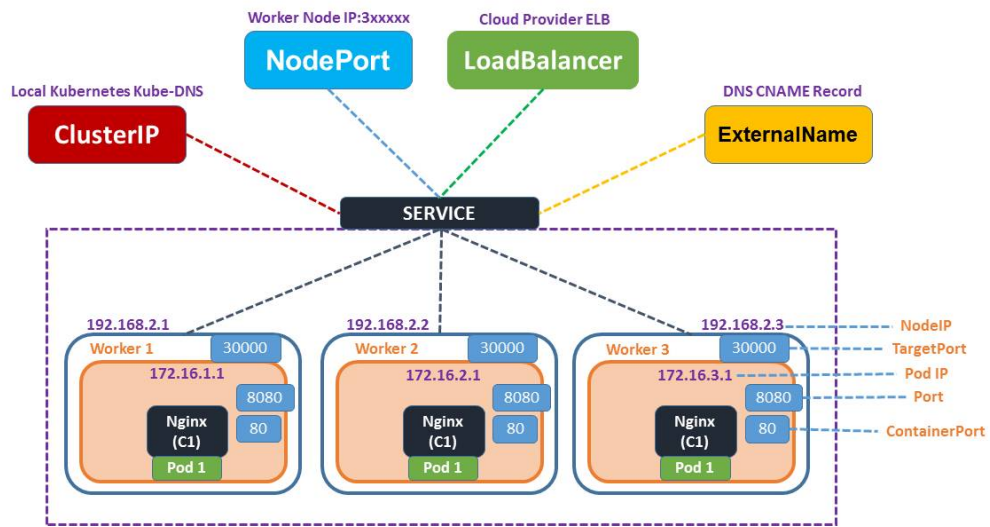 Worker Node IP:3xxxxx
Cloud Provider ELB
NodePort
LoadBalancer
Local Kubernetes Kube-DNS
DNS CNAME Record
ClusterIP
ExternalName
SERVICE
192.168.2.1
192.168.2.2
192.168.2.3
NodeIP
Worker 1
30000
Worker 2
30000
Worker 3
30000
TargetPort
172.16.1.1
172.16.2.1
172.16.3.1
Pod IP
8080
8080
8080
Port
Nginx
(C1)
80
Nginx
(C1)
80
Nginx
(C1)
80
ContainerPort
Pod 1
Pod 1
Pod 1